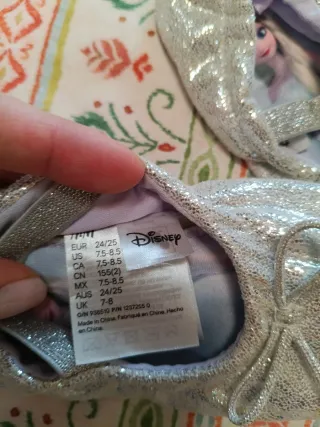 H&M
EUR 24/25
US 7.5-8.5
CA 7.5-8.5
CN 155(2)
MX 7.5-8.5
AUS 24/25
UK 7-8
Made in China. Fabriqué en Chine. Hecho
en China.
Disney